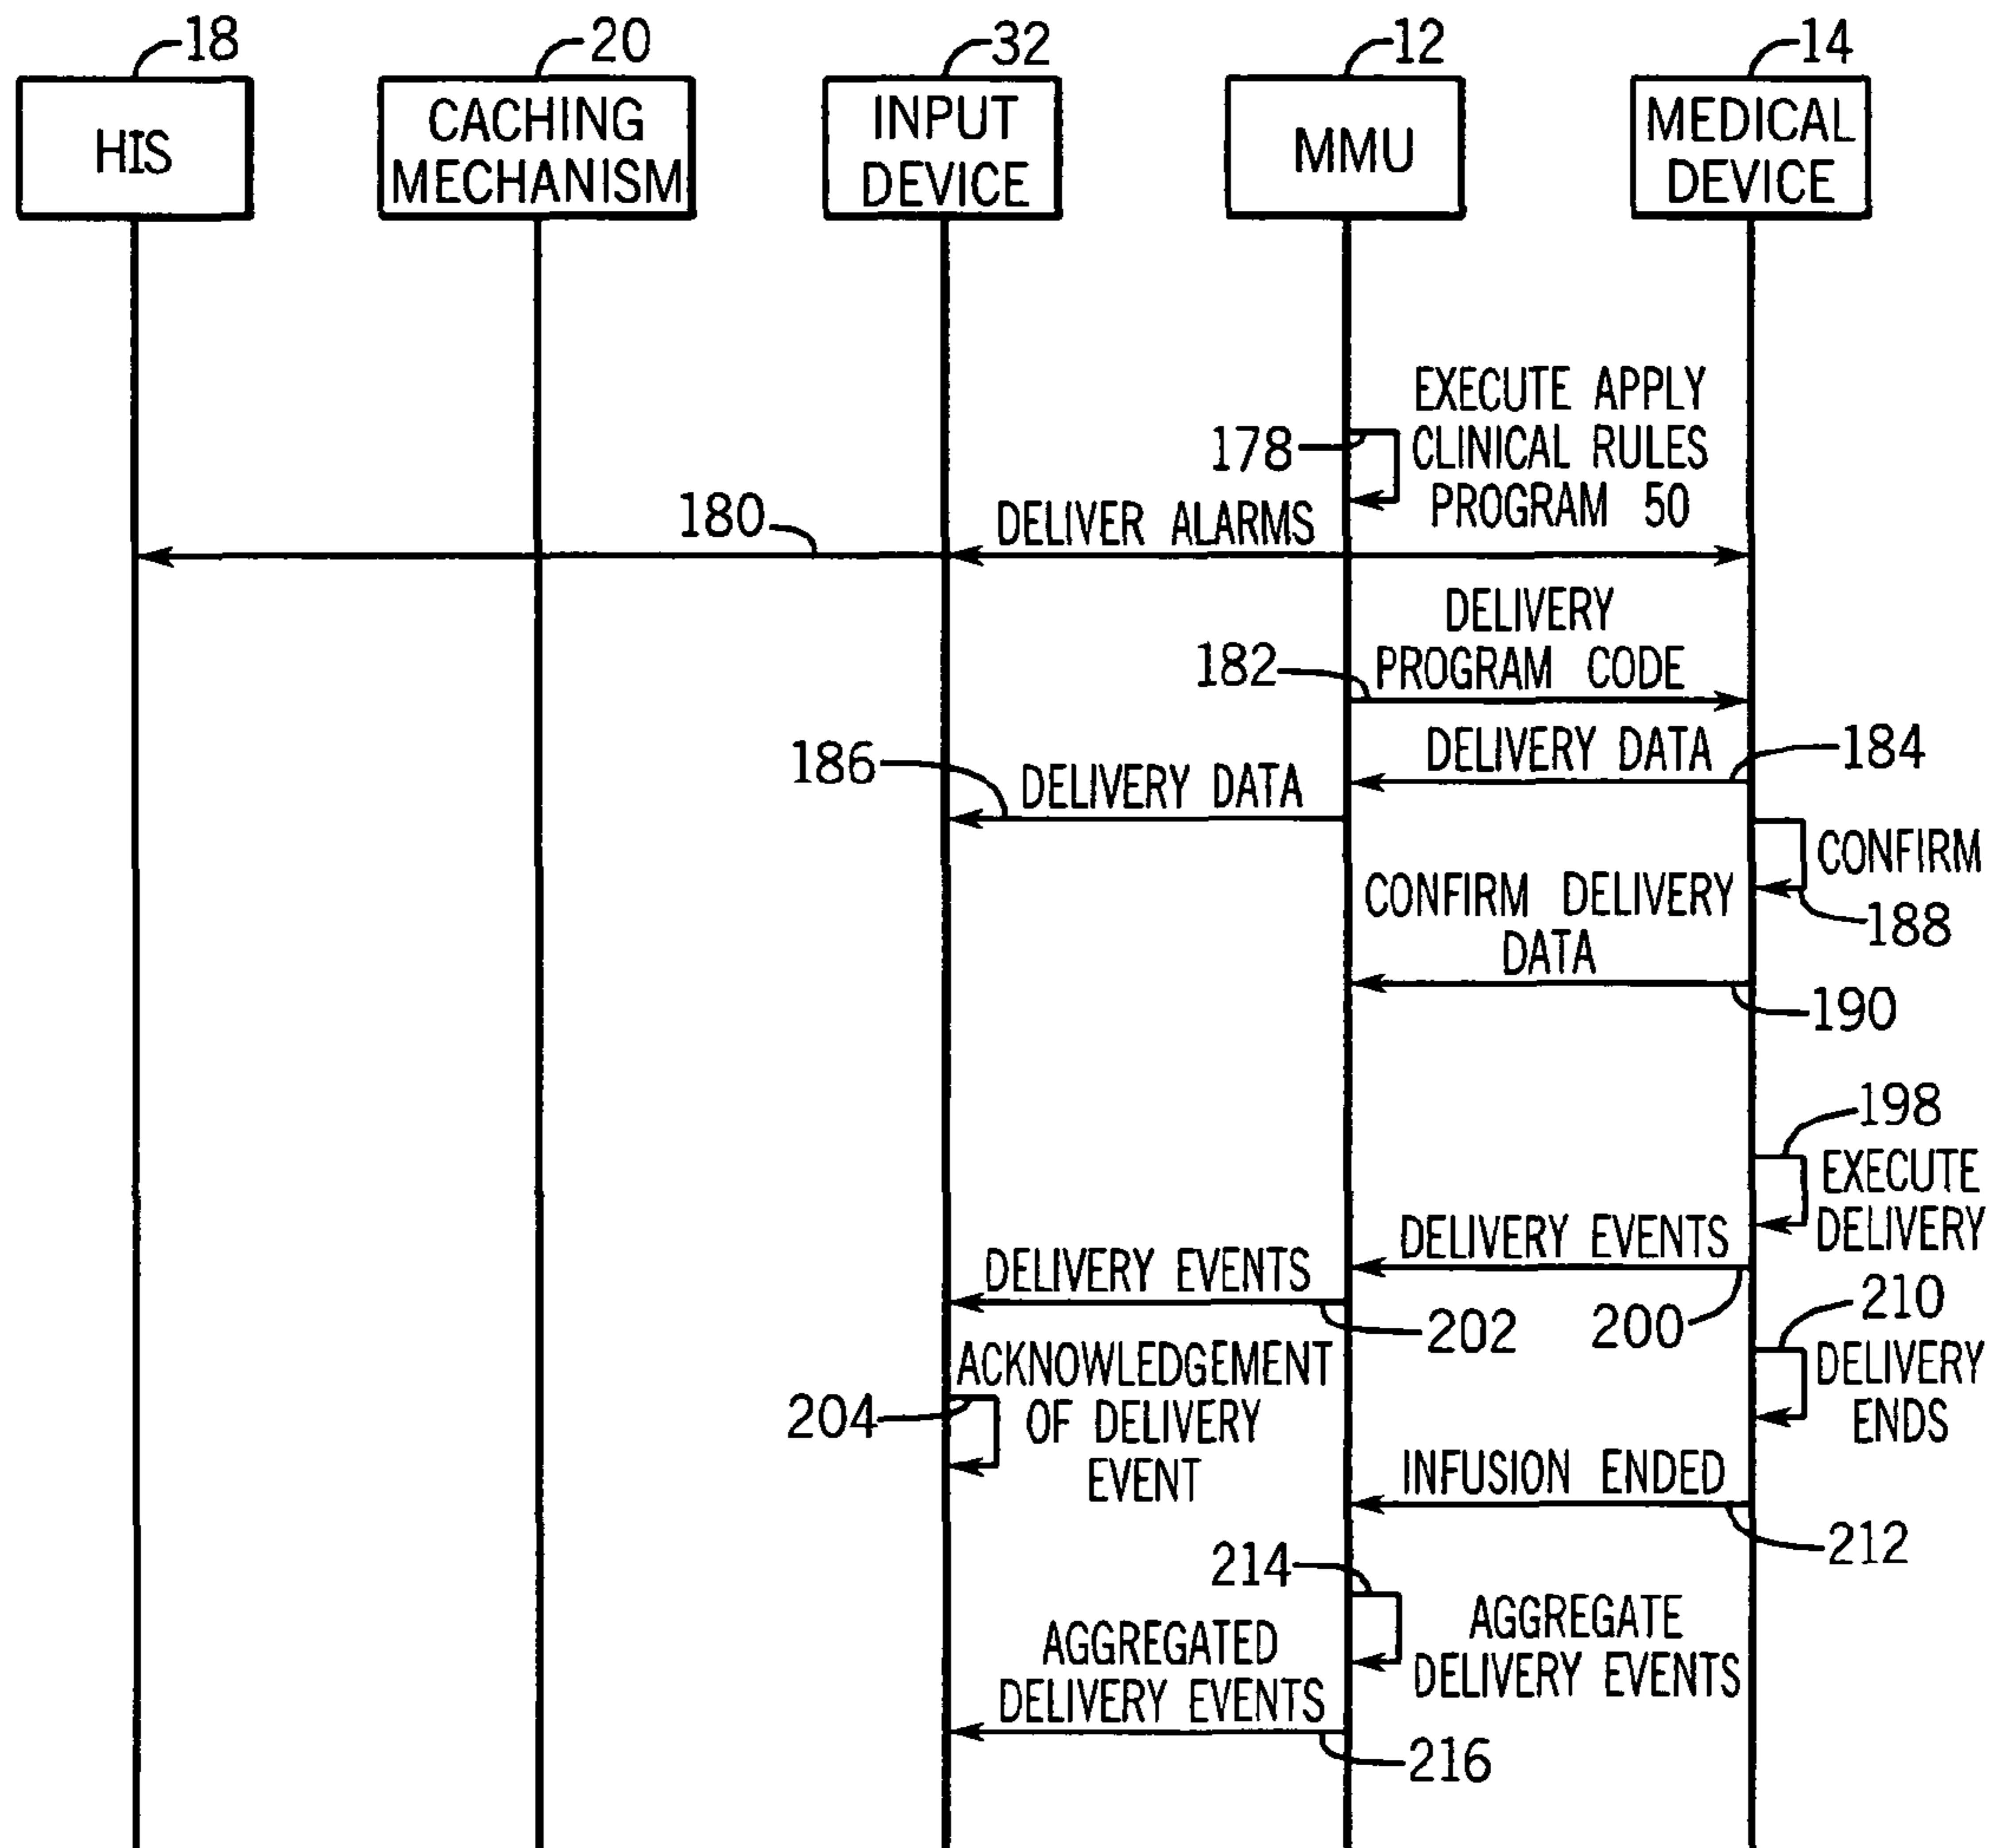 18
20
32
12
14
HIS
CACHING
MECHANISM
INPUT
DEVICE
MMU
MEDICAL
DEVICE
EXECUTE APPLY
CLINICAL RULES
PROGRAM 50
178
180
DELIVER ALARMS
DELIVERY
PROGRAM CODE
182
DELIVERY DATA
184
186
DELIVERY DATA
CONFIRM
188
CONFIRM DELIVERY
DATA
190
198
EXECUTE
DELIVERY
DELIVERY EVENTS
200
DELIVERY EVENTS
202
210
DELIVERY
ENDS
ACKNOWLEDGEMENT
OF DELIVERY
EVENT
204
INFUSION ENDED
212
214
AGGREGATE
DELIVERY EVENTS
AGGREGATED
DELIVERY EVENTS
216